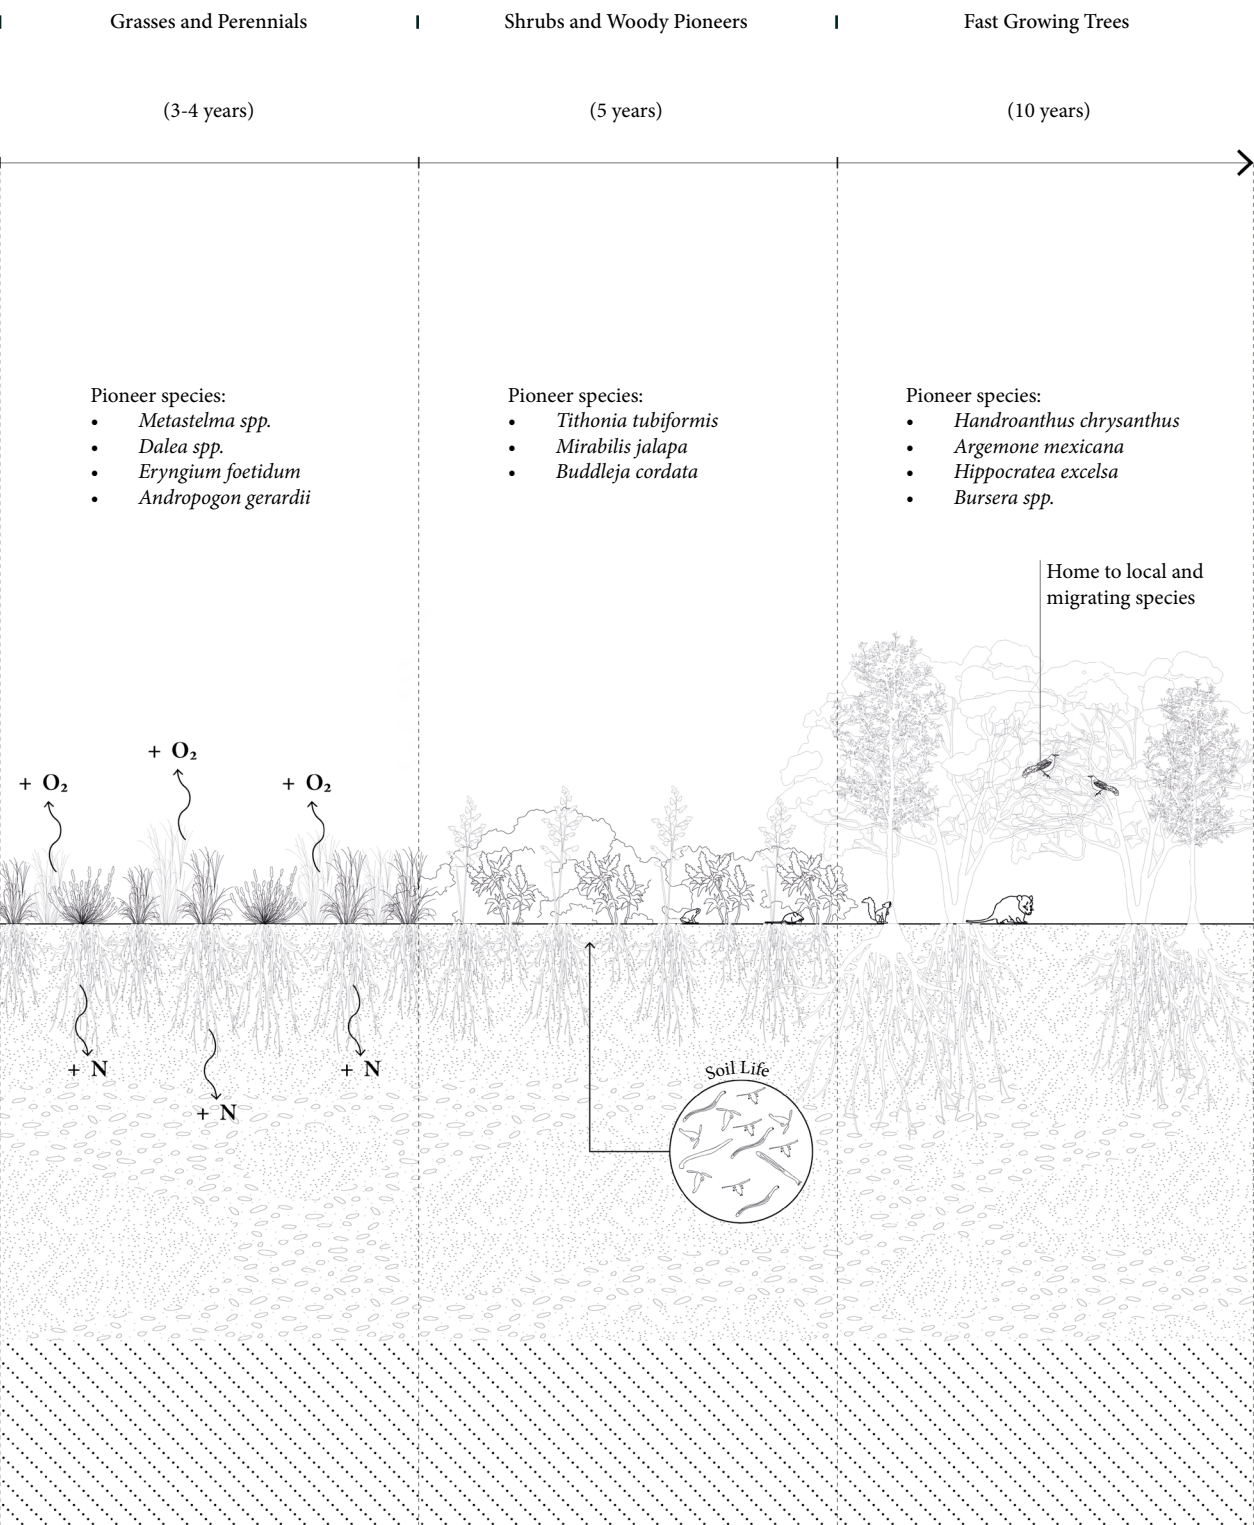 Grasses and Perennials
Shrubs and Woody Pioneers
Fast Growing Trees
(3-4 years)
(5 years)
(10 years)
Pioneer species:
• Metastelma spp.
• Dalea spp.
• Eryngium foetidum
• Andropogon gerardii
Pioneer species:
• Tithonia tubiformis
• Mirabilis jalapa
• Buddleja cordata
Pioneer species:
• Handroanthus chrysanthus
• Argemone mexicana
• Hippocratea excelsa
• Bursera spp.
Home to local and
migrating species
+ O₂
+ O₂
+ O₂
+ N
+ N
+ N
Soil Life